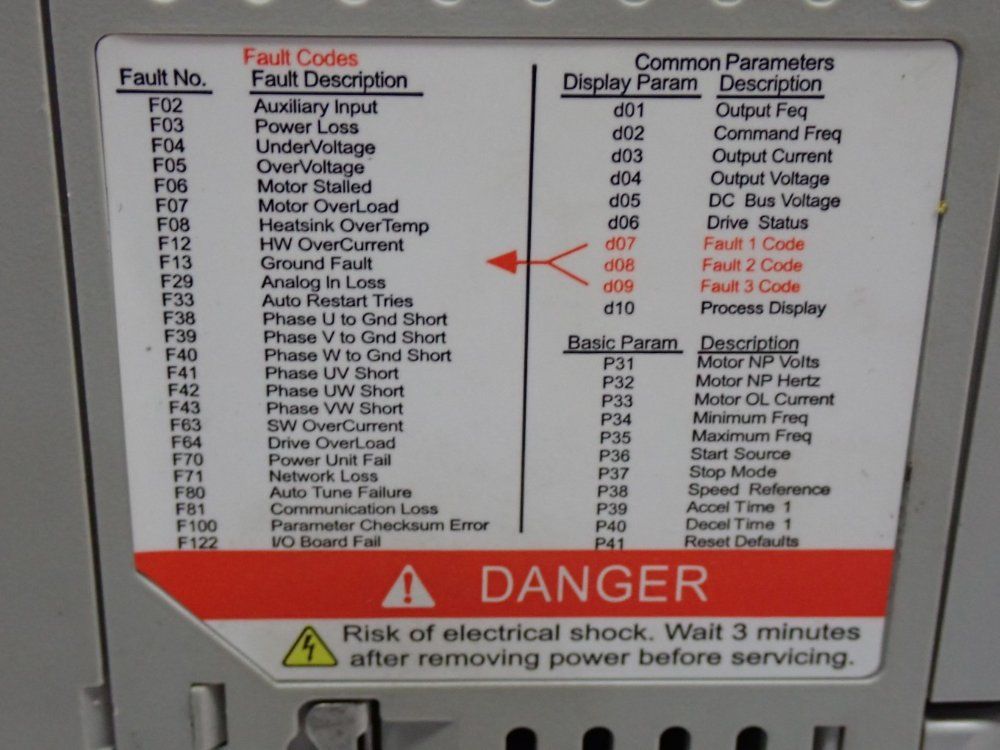 Fault Codes
Fault No. Fault Description
F02 Auxiliary Input
F03 Power Loss
F04 UnderVoltage
F05 OverVoltage
F06 Motor Stalled
F07 Motor OverLoad
F08 Heatsink OverTemp
F12 HW OverCurrent
F13 Ground Fault
F29 Analog In Loss
F33 Auto Restart Tries
F38 Phase U to Gnd Short
F39 Phase V to Gnd Short
F40 Phase W to Gnd Short
F41 Phase UV Short
F42 Phase UW Short
F43 Phase VW Short
F63 SW OverCurrent
F64 Drive OverLoad
F70 Power Unit Fail
F71 Network Loss
F80 Auto Tune Failure
F81 Communication Loss
F100 Parameter Checksum Error
F122 I/O Board Fail
Common Parameters
Display Param Description
d01 Output Feq
d02 Command Freq
d03 Output Current
d04 Output Voltage
d05 DC Bus Voltage
d06 Drive Status
d07 Fault 1 Code
d08 Fault 2 Code
d09 Fault 3 Code
d10 Process Display
Basic Param Description
P31 Motor NP Volts
P32 Motor NP Hertz
P33 Motor OL Current
P34 Minimum Freq
P35 Maximum Freq
P36 Start Source
P37 Stop Mode
P38 Speed Reference
P39 Accel Time 1
P40 Decel Time 1
P41 Reset Defaults
DANGER
Risk of electrical shock. Wait 3 minutes
after removing power before servicing.